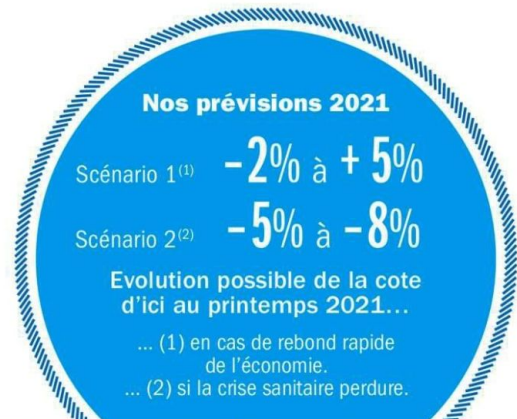 Nos prévisions 2021
Scénario 1(1) –2% à + 5%
Scénario 2(2) –5% à –8%
Evolution possible de la cote
d'ici au printemps 2021...
... (1) en cas de rebond rapide
de l'économie.
... (2) si la crise sanitaire perdure.